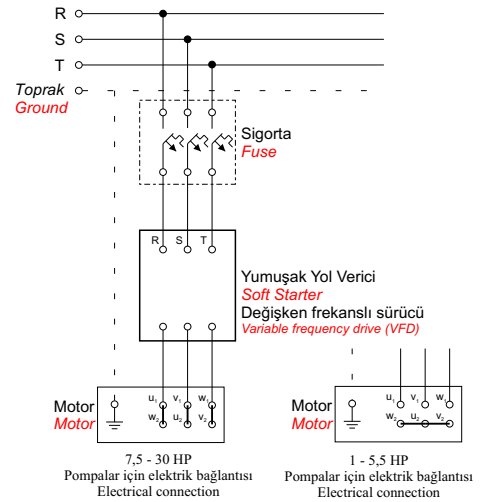 R
S
T
Toprak
Ground
Sigorta
Fuse
R S T
Yumuşak Yol Verici
Soft Starter
Değişken frekanslı sürücü
Variable frequency drive (VFD)
Motor
Motor
u₁ v₁ w₁
w₂ u₂ v₂
7,5 - 30 HP
Pompalar için elektrik bağlantısı
Electrical connection
Motor
Motor
u₁ v₁ w₁
w₂ u₂ v₂
1 - 5,5 HP
Pompalar için elektrik bağlantısı
Electrical connection